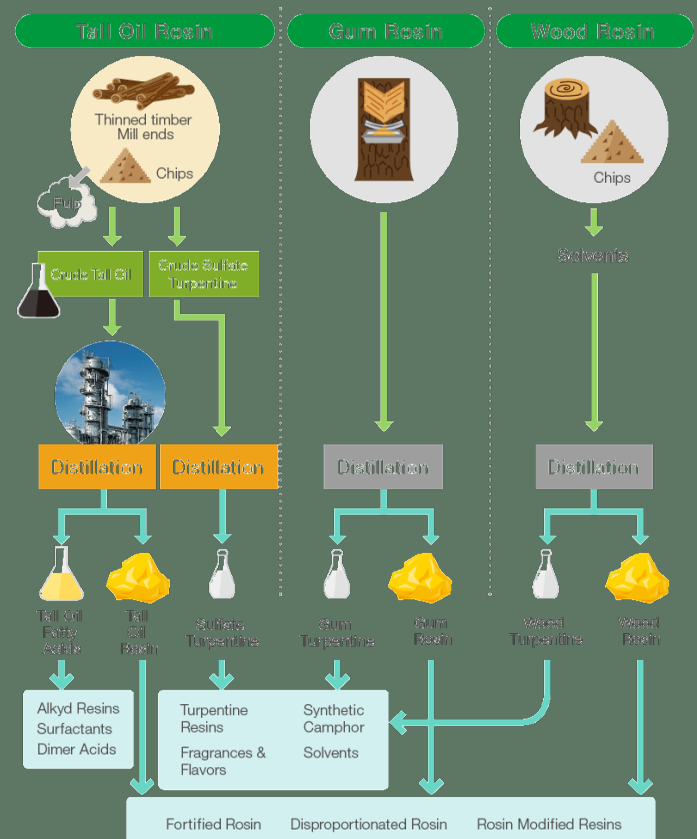 Tall Oil Rosin
Gum Rosin
Wood Rosin
Thinned timber
Mill ends
Chips
Pulp
Chips
Crude Tall Oil
Crude Sulfate
Turpentine
Solvents
Distillation
Distillation
Distillation
Distillation
Tall Oil
Fatty
Acids
Tall
Oil
Rosin
Sulfate
Turpentine
Gum
Turpentine
Gum
Rosin
Wood
Turpentine
Wood
Rosin
Alkyd Resins
Surfactants
Dimer Acids
Turpentine
Resins
Fragrances &
Flavors
Synthetic
Camphor
Solvents
Fortified Rosin
Disproportionated Rosin
Rosin Modified Resins